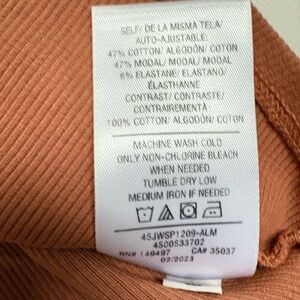 SELF/ DE LA MISMA TELA/
AUTO-AJUSTABLE:
47% COTTON/ ALGODÓN/ COTON
47% MODAL/ MODAL/ MODAL
6% ELASTANE/ ELASTANO/
ÉLASTHANNE
CONTRAST/ CONTRASTE/
CONTRAIREMENTÀ
100% COTTON/ ALGODÓN/ COTON
MACHINE WASH COLD
ONLY NON-CHLORINE BLEACH
WHEN NEEDED
TUMBLE DRY LOW
MEDIUM IRON IF NEEDED
45JWSP1209-ALM
4500533702
RN# 149497 CA# 35037
02/2023